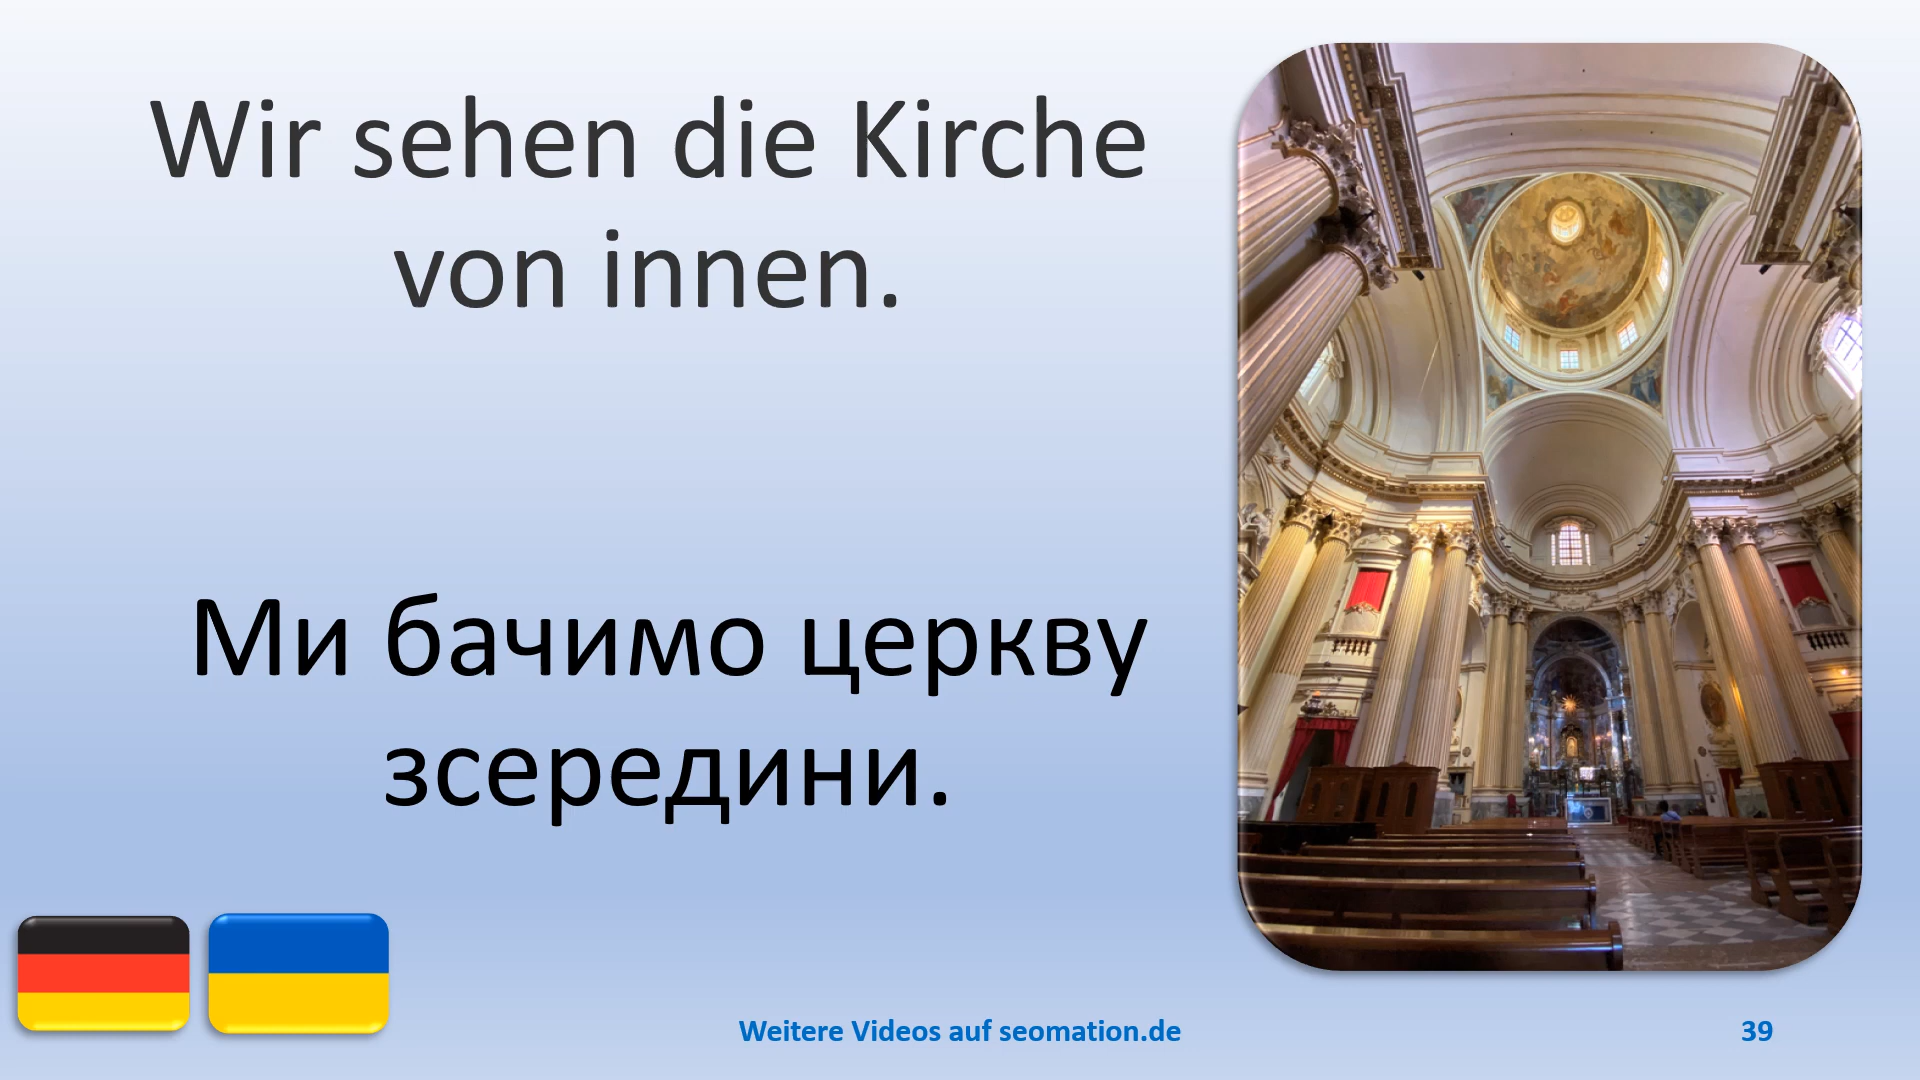 Wir sehen die Kirche
von innen.
Ми бачимо церкву
зсередини.
Weitere Videos auf seomation.de
39